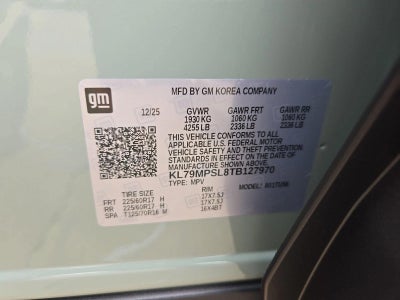 gm
MFD BY GM KOREA COMPANY
12/25 GVWR GAWR FRT GAWR RR
1930 KG 1060 KG 1060 KG
4255 LB 2336 LB 2336 LB
THIS VEHICLE CONFORMS TO ALL
APPLICABLE U.S. FEDERAL MOTOR
VEHICLE SAFETY AND THEFT PREVENTION
STANDARDS IN EFFECT ON THE DATE OF
MANUFACTURE SHOWN ABOVE.
KL79MPSL8TB127970
TYPE: MPV
TIRE SIZE RIM
FRT 225/60R17 H 17X7.5J
RR 225/60R17 H 17X7.5J
SPA T125/70R16 M 16X4BT
MODEL: